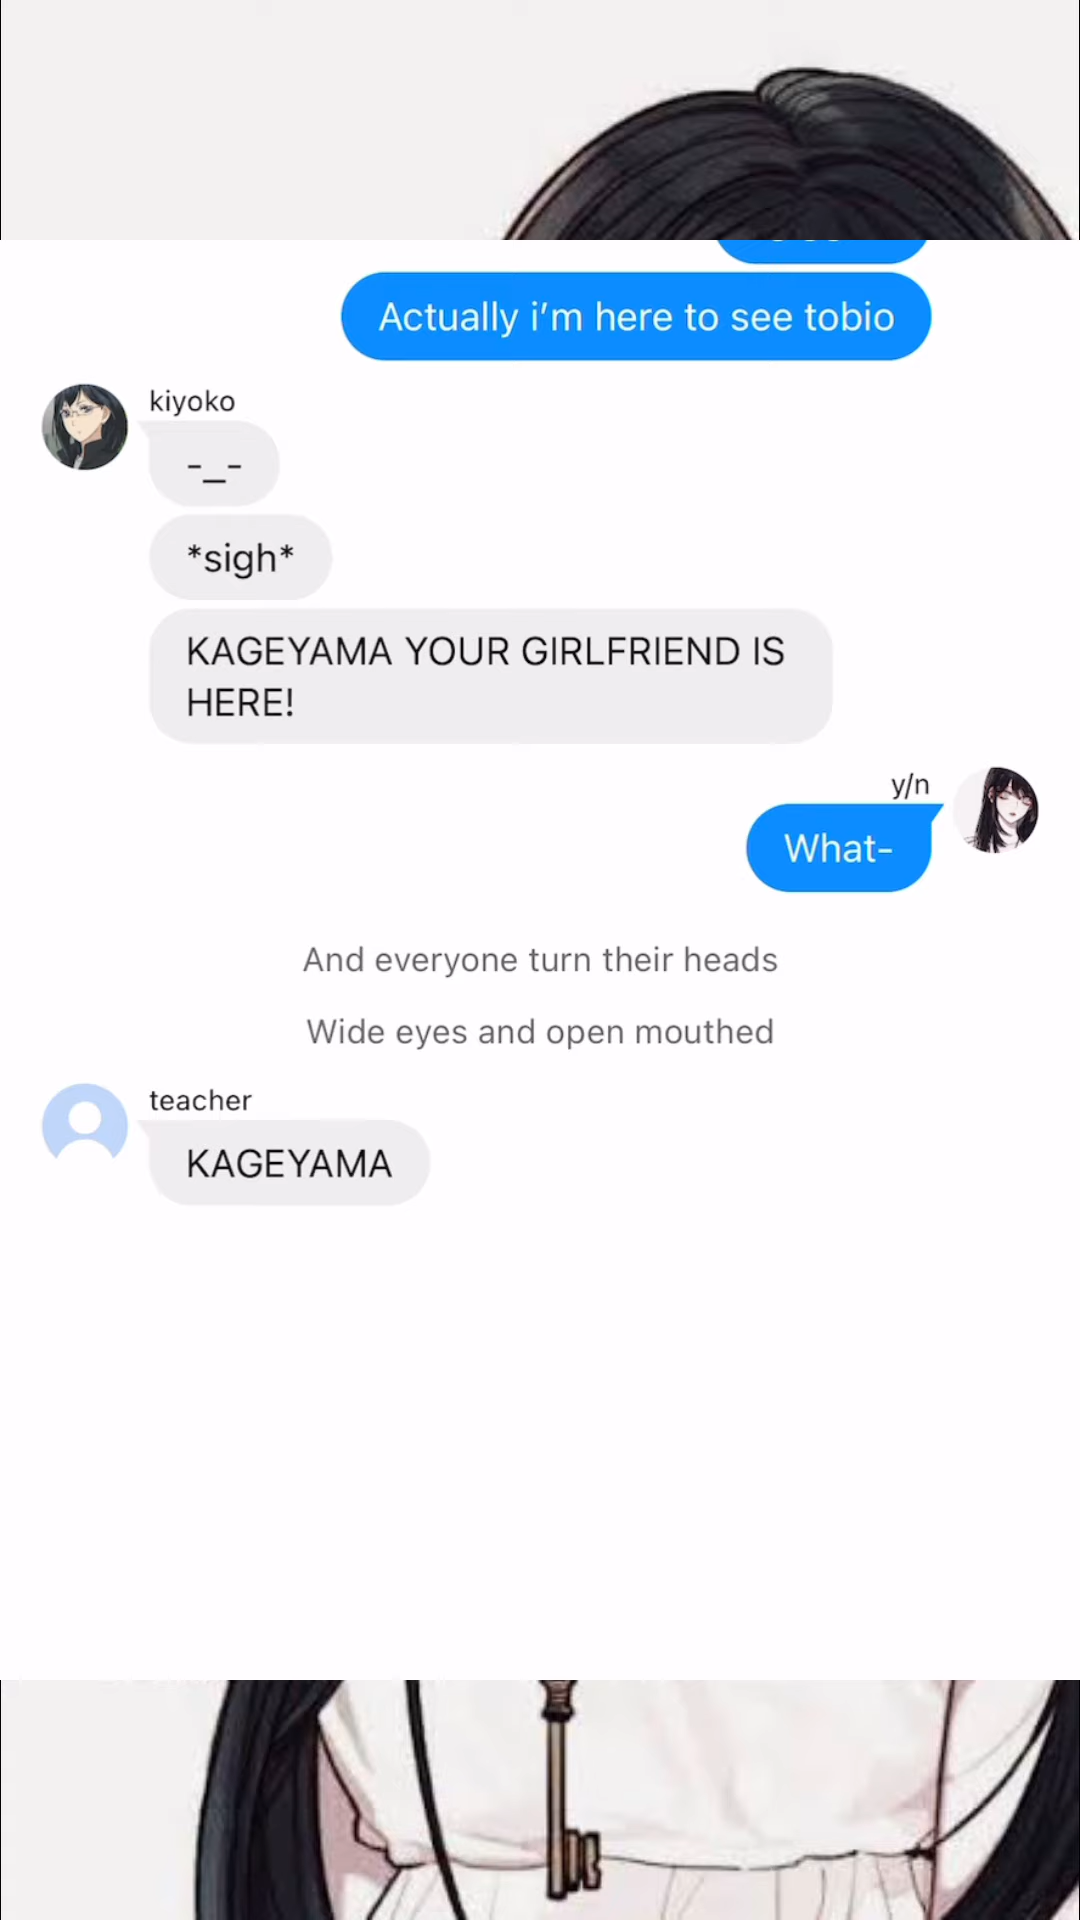 Actually i'm here to see tobio
kiyoko
-_-
*sigh*
KAGEYAMA YOUR GIRLFRIEND IS
HERE!
y/n
What-
And everyone turn their heads
Wide eyes and open mouthed
teacher
KAGEYAMA